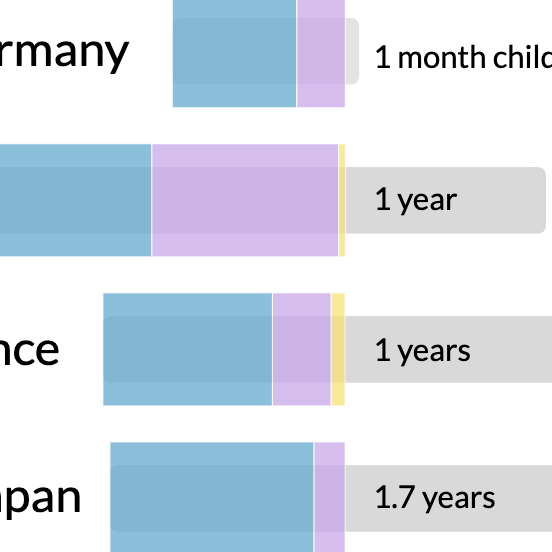 rmany 1 month child
1 year
nce 1 years
pan 1.7 years